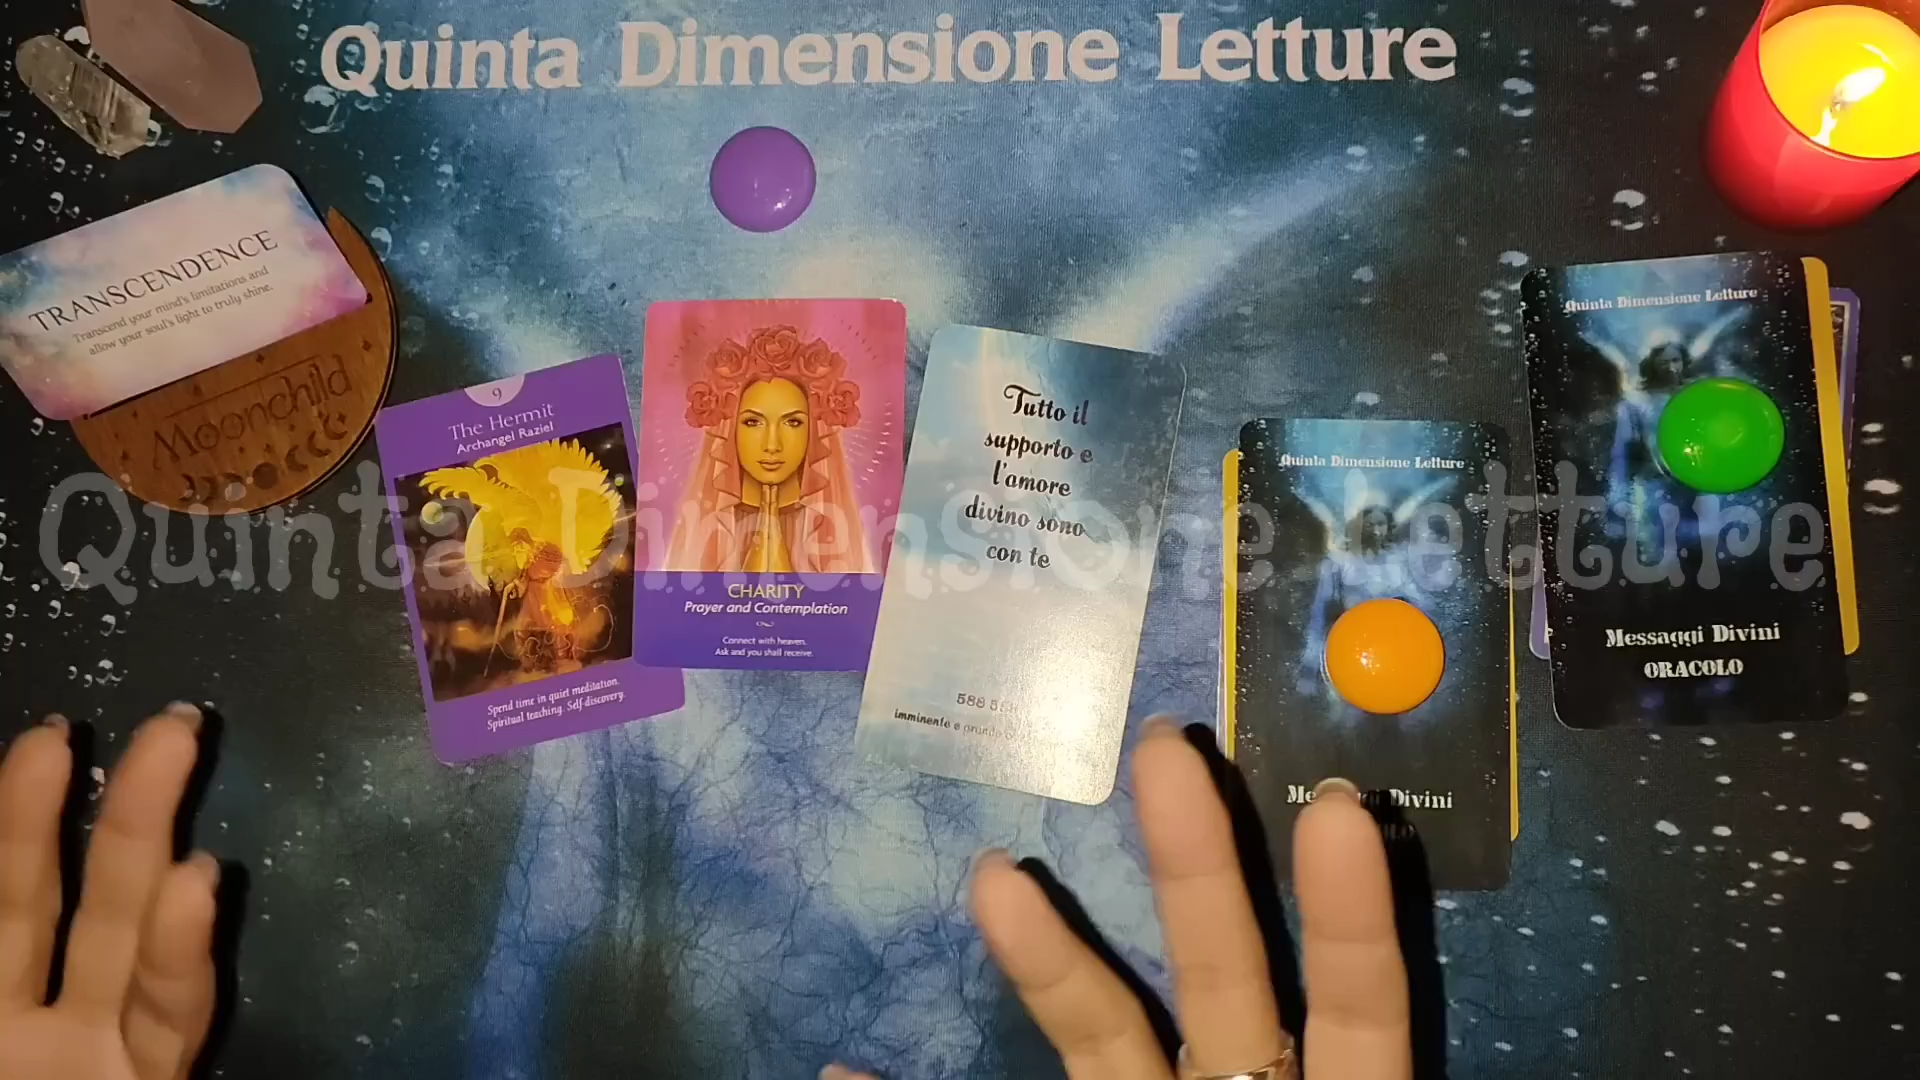 Quinta Dimensione Letture
TRANSCENDENCE
Transcend your mind's limitations and
allow your soul's light to truly shine.
Moonchild
9
The Hermit
Archangel Raziel
Spend time in quiet meditation.
Spiritual teaching. Self-discovery.
CHARITY
Prayer and Contemplation
Connect with heaven.
Ask and you shall receive.
Tutto il
supporto e
l'amore
divino sono
con te
588
imminente e
Quinta Dimensione Letture
Divini
Quinta Dimensione Letture
Messaggi Divini
ORACOLO
Quinta Dimensione Letture